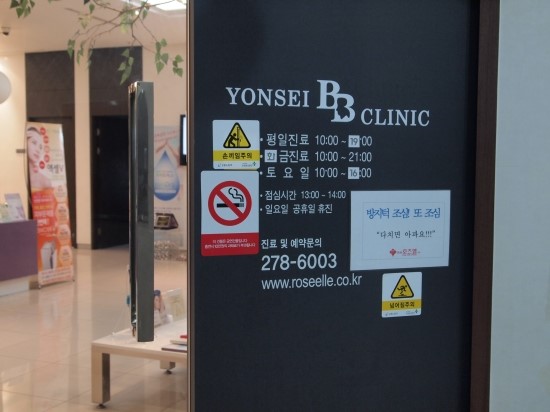 YONSEI BB CLINIC
평일진료 10:00 ~ 19:00
금진료 10:00 ~ 21:00
토요일 10:00 ~ 16:00
점심시간 13:00 ~ 14:00
일요일 공휴일 휴진
진료 및 예약문의
278-6003
www.roseelle.co.kr
손끼임주의
방지턱 조심! 또 조심
"다치면 아파요!!!"
넘어짐주의